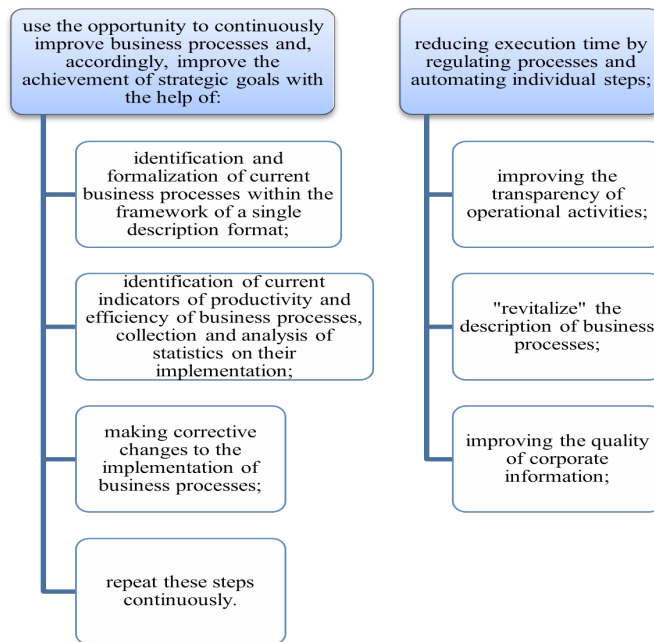 use the opportunity to continuously
improve business processes and,
accordingly, improve the
achievement of strategic goals with
the help of:
identification and
formalization of current
business processes within the
framework of a single
description format;
identification of current
indicators of productivity and
efficiency of business processes,
collection and analysis of
statistics on their
implementation;
making corrective
changes to the
implementation of
business processes;
repeat these steps
continuously.
reducing execution time by
regulating processes and
automating individual steps;
improving the
transparency of
operational activities;
"revitalize" the
description of business
processes;
improving the quality
of corporate
information;